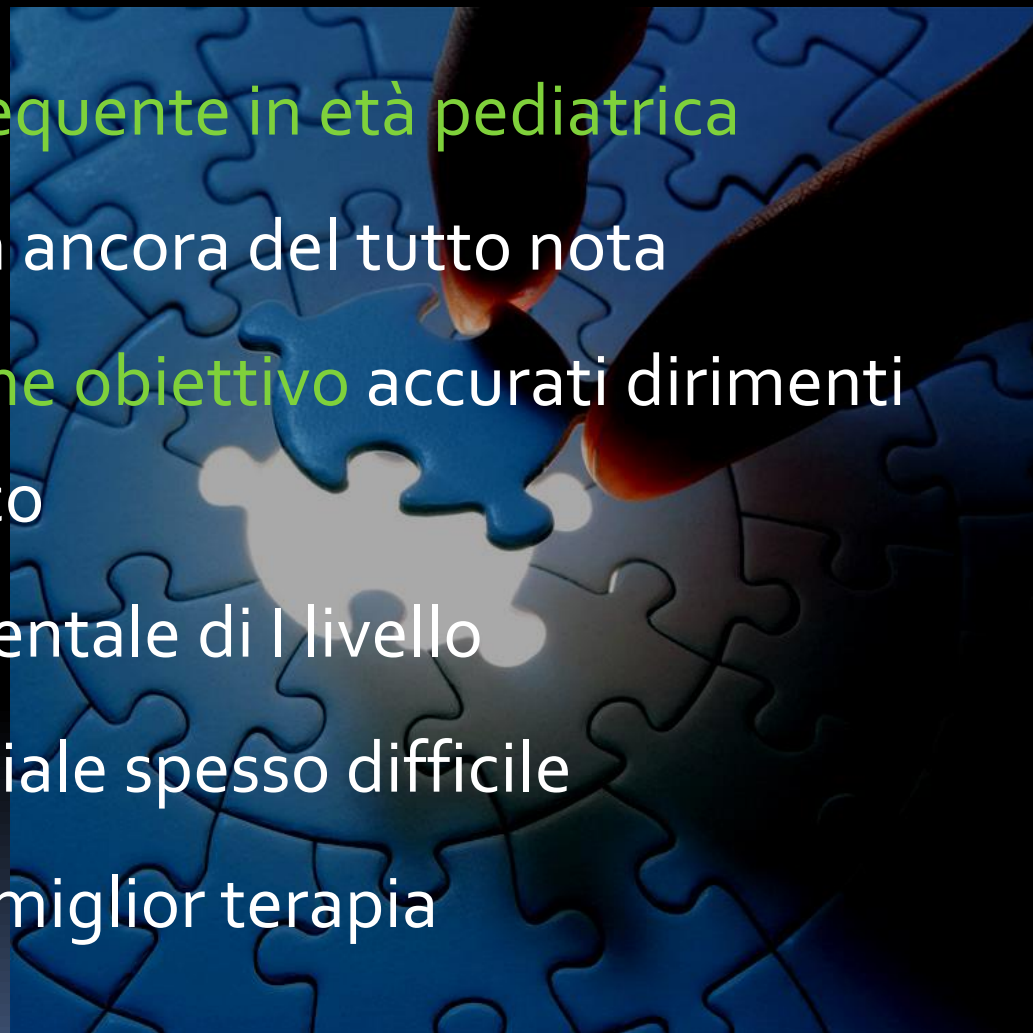 equente in età pediatrica
ancora del tutto nota
ne obiettivo accurati dirimenti
to
entale di I livello
iale spesso difficile
miglior terapia